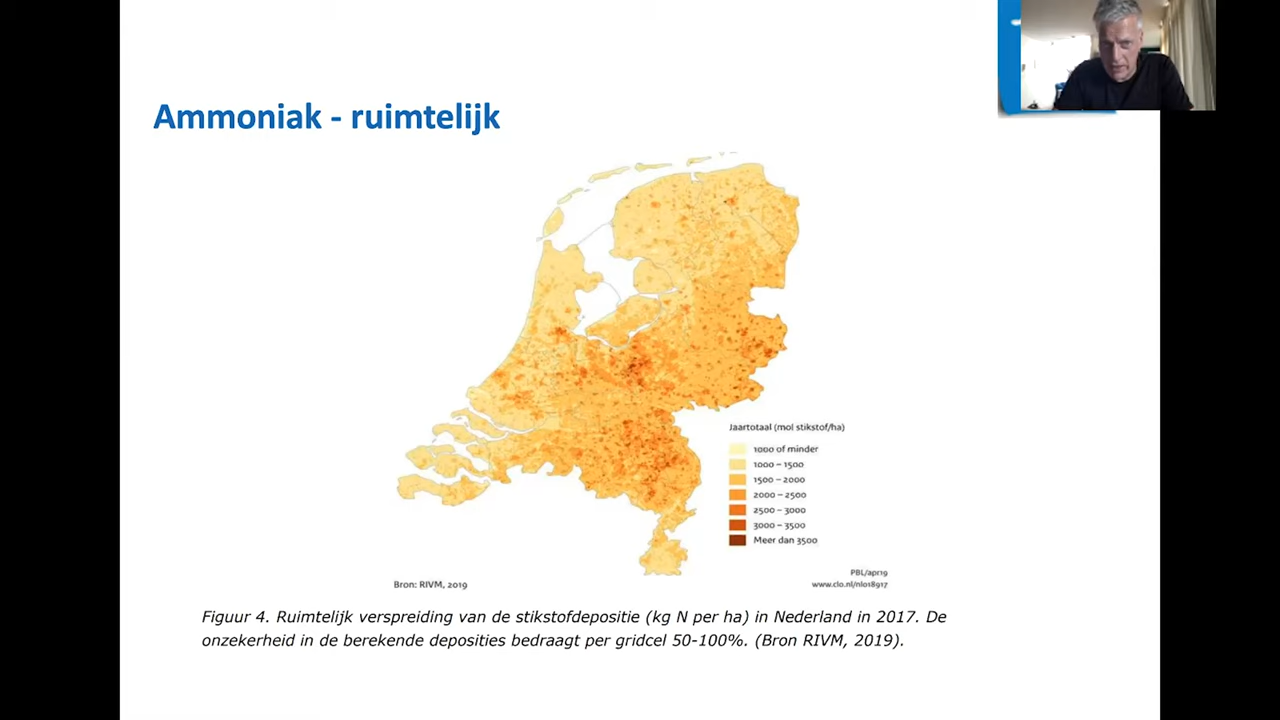 Ammoniak - ruimtelijk
Jaartotaal (mol stikstof/ha)
1000 of minder
1000 – 1500
1500 – 2000
2000 – 2500
2500 – 3000
3000 – 3500
Meer dan 3500
PBL/apr19
Bron: RIVM, 2019
www.clo.nl/nl018917
Figuur 4. Ruimtelijk verspreiding van de stikstofdepositie (kg N per ha) in Nederland in 2017. De
onzekerheid in de berekende deposities bedraagt per gridcel 50-100%. (Bron RIVM, 2019).